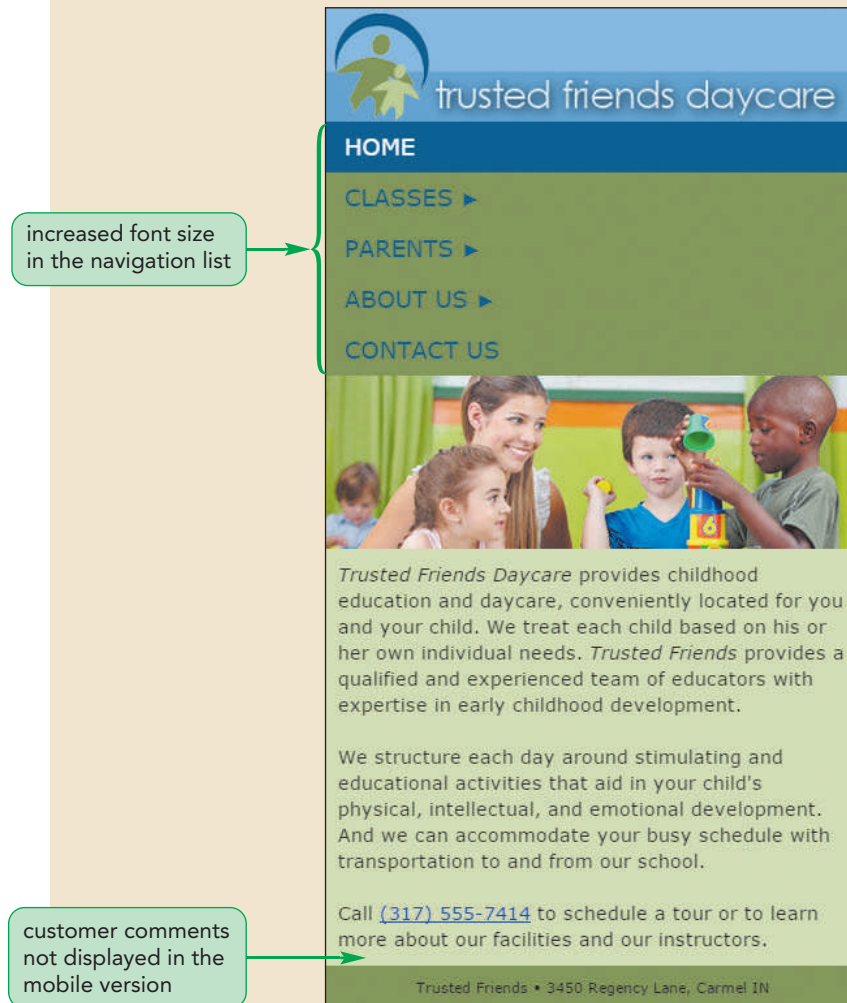 trusted friends daycare
HOME
CLASSES ►
PARENTS ►
ABOUT US ►
CONTACT US
increased font size
in the navigation list
6
Trusted Friends Daycare provides childhood
education and daycare, conveniently located for you
and your child. We treat each child based on his or
her own individual needs. Trusted Friends provides a
qualified and experienced team of educators with
expertise in early childhood development.
We structure each day around stimulating and
educational activities that aid in your child's
physical, intellectual, and emotional development.
And we can accommodate your busy schedule with
transportation to and from our school.
Call (317) 555-7414 to schedule a tour or to learn
more about our facilities and our instructors.
customer comments
not displayed in the
mobile version
Trusted Friends • 3450 Regency Lane, Carmel IN